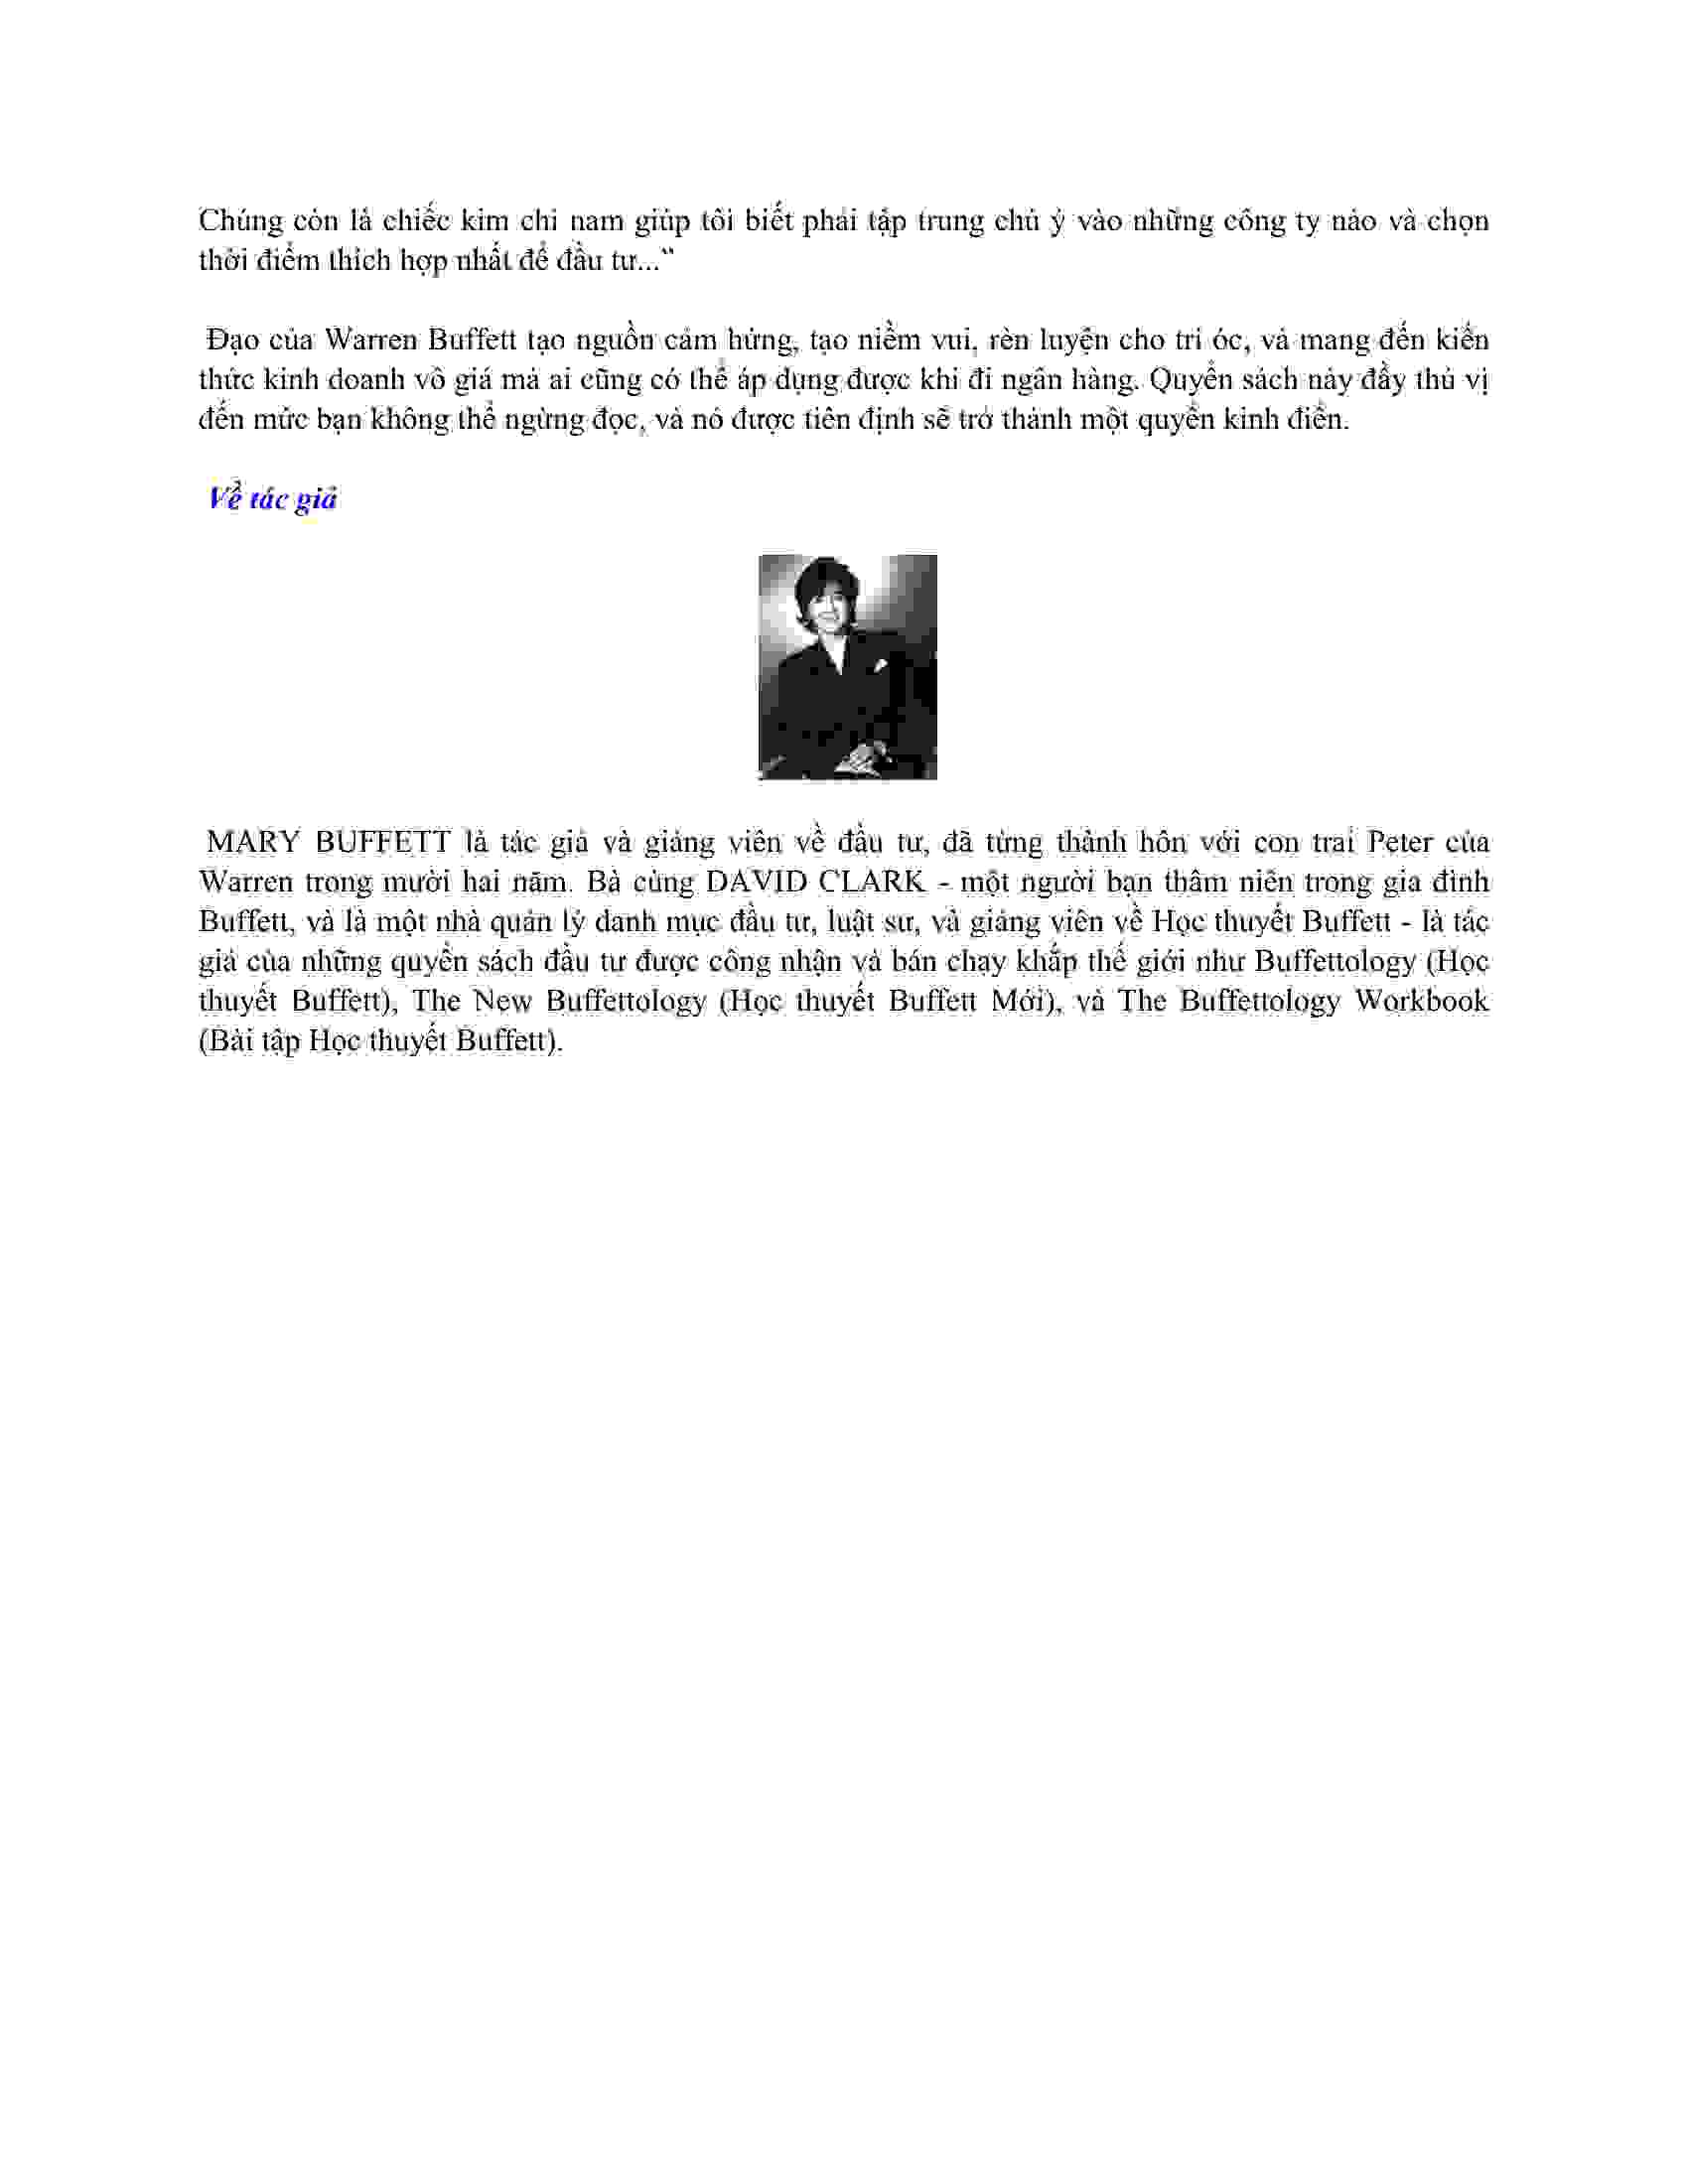 Chúng còn là chiếc kim chỉ nam giúp tôi biết phải tập trung chú ý vào những công ty nào và chọn
thời điểm thích hợp nhất để đầu tư...“
Đạo của Warren Buffett tạo nguồn cảm hứng, tạo niềm vui, rèn luyện cho trí óc, và mang đến kiến
thức kinh doanh vô giá mà ai cũng có thể áp dụng được khi đi ngân hàng. Quyển sách này đầy thú vị
đến mức bạn không thể ngừng đọc, và nó được tiên định sẽ trở thành một quyển kinh điển.
Về tác giả
MARY BUFFETT là tác giả và giảng viên về đầu tư, đã từng thành hôn với con trai Peter của
Warren trong mười hai năm. Bà cùng DAVID CLARK - một người bạn thâm niên trong gia đình
Buffett, và là một nhà quản lý danh mục đầu tư, luật sư, và giảng viên về Học thuyết Buffett - là tác
giả của những quyển sách đầu tư được công nhận và bán chạy khắp thế giới như Buffettology (Học
thuyết Buffett), The New Buffettology (Học thuyết Buffett Mới), và The Buffettology Workbook
(Bài tập Học thuyết Buffett).